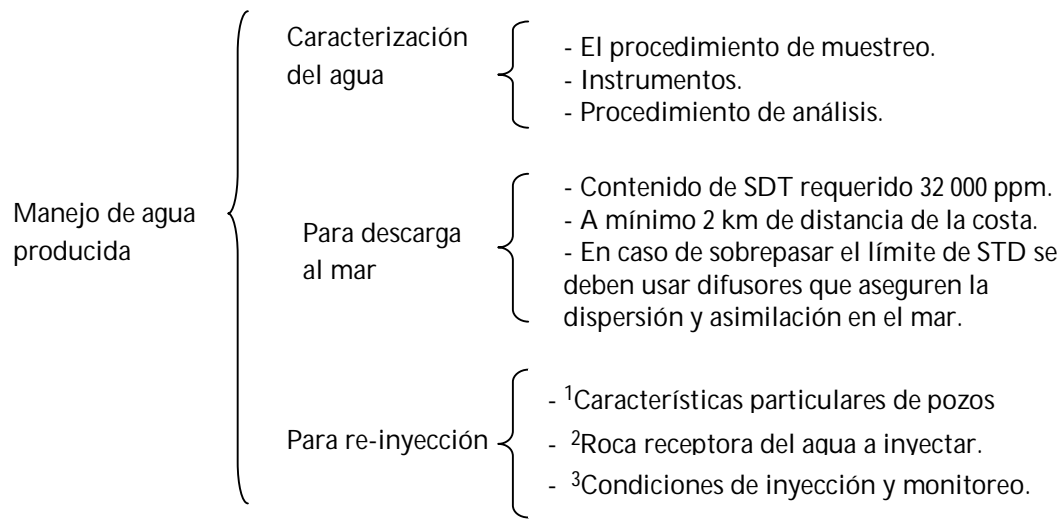 Manejo de agua
producida
Caracterización
del agua
- El procedimiento de muestreo.
- Instrumentos.
- Procedimiento de análisis.
Para descarga
al mar
- Contenido de SDT requerido 32 000 ppm.
- A mínimo 2 km de distancia de la costa.
- En caso de sobrepasar el límite de STD se
deben usar difusores que aseguren la
dispersión y asimilación en el mar.
Para re-inyección
- ¹Características particulares de pozos
- ²Roca receptora del agua a inyectar.
- ³Condiciones de inyección y monitoreo.